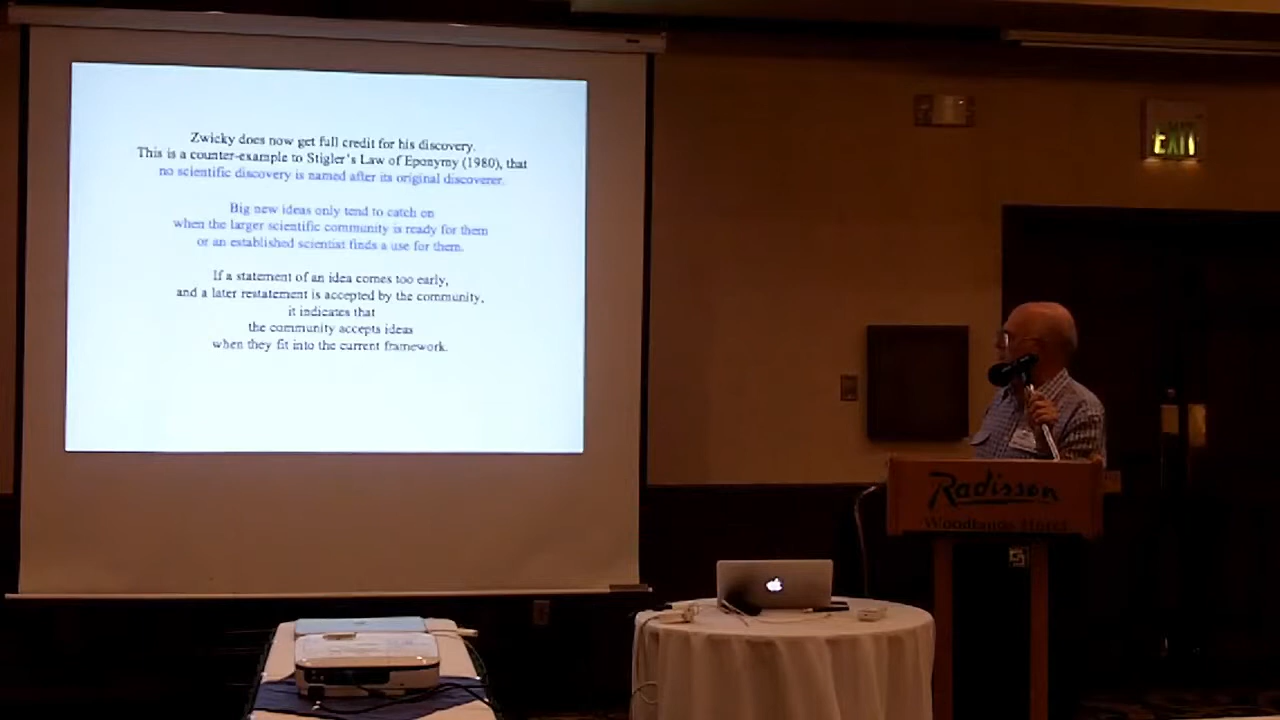 Zwicky does now get full credit for his discovery.
This is a counter-example to Stigler's Law of Eponymy (1980), that
no scientific discovery is named after its original discoverer.
Big new ideas only tend to catch on
when the larger scientific community is ready for them
or an established scientist finds a use for them.
If a statement of an idea comes too early,
and a later restatement is accepted by the community,
it indicates that
the community accepts ideas
when they fit into the current framework.
EXIT
Radisson
Woodlands Hotel